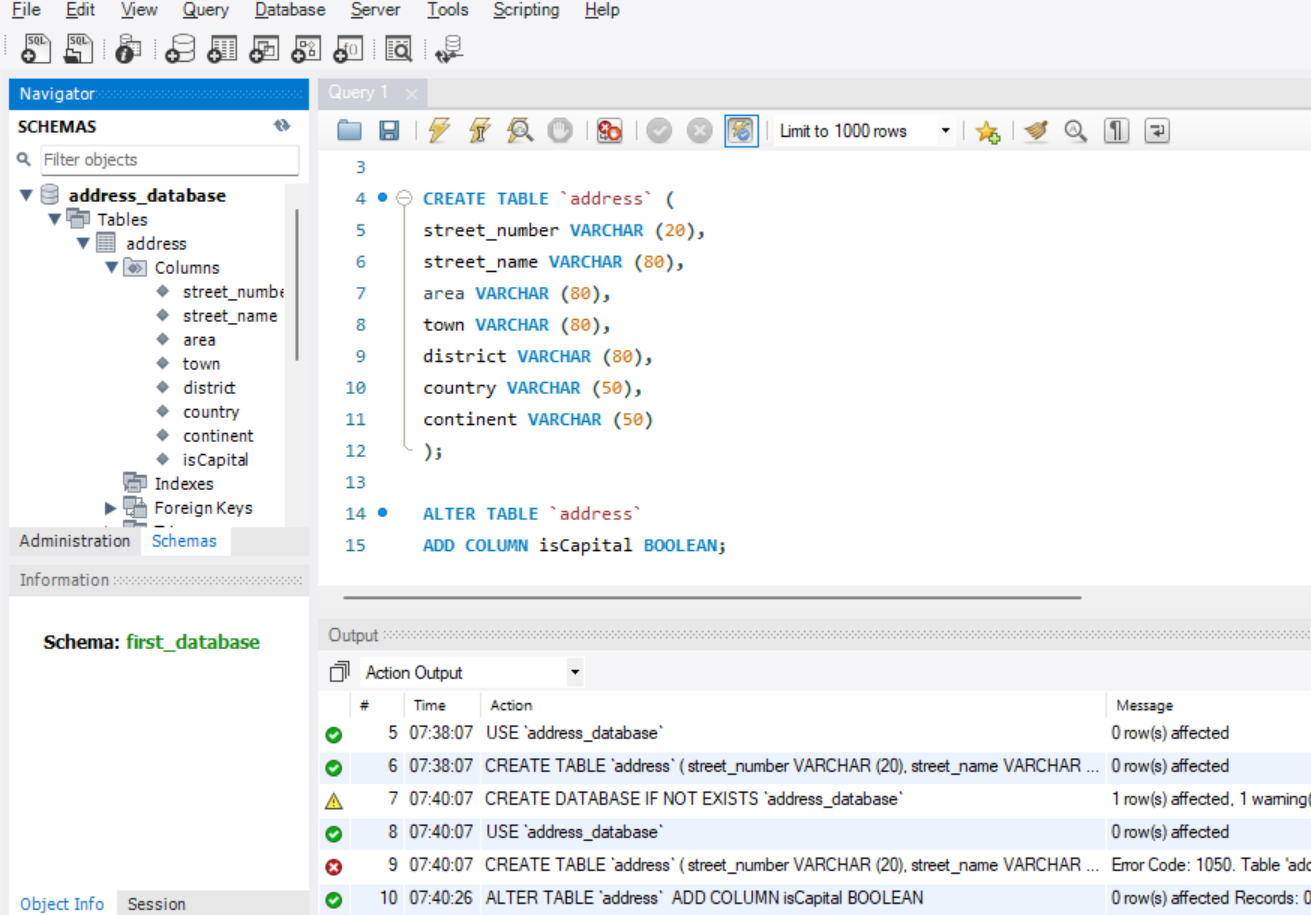 File Edit View Query Database Server Tools Scripting Help
Navigator
SCHEMAS
Filter objects
address_database
Tables
address
Columns
street_numbe
street_name
area
town
district
country
continent
isCapital
Indexes
Foreign Keys
Administration Schemas
Information
Schema: first_database
Object Info Session
Query 1
Limit to 1000 rows
3
4 CREATE TABLE `address` (
5 street_number VARCHAR (20),
6 street_name VARCHAR (80),
7 area VARCHAR (80),
8 town VARCHAR (80),
9 district VARCHAR (80),
10 country VARCHAR (50),
11 continent VARCHAR (50)
12 );
13
14 ALTER TABLE `address`
15 ADD COLUMN isCapital BOOLEAN;
Output
Action Output
# Time Action Message
5 07:38:07 USE `address_database` 0 row(s) affected
6 07:38:07 CREATE TABLE `address` ( street_number VARCHAR (20), street_name VARCHAR ... 0 row(s) affected
7 07:40:07 CREATE DATABASE IF NOT EXISTS `address_database` 1 row(s) affected, 1 warning(
8 07:40:07 USE `address_database` 0 row(s) affected
9 07:40:07 CREATE TABLE `address` ( street_number VARCHAR (20), street_name VARCHAR ... Error Code: 1050. Table 'add
10 07:40:26 ALTER TABLE `address` ADD COLUMN isCapital BOOLEAN 0 row(s) affected Records: 0